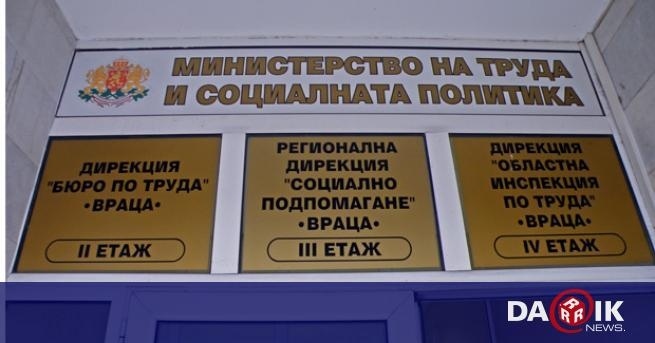 МИНИСТЕРСТВО НА ТРУДА
И СОЦИАЛНАТА ПОЛИТИКА
ДИРЕКЦИЯ
"БЮРО ПО ТРУДА"
•ВРАЦА•
II ЕТАЖ
РЕГИОНАЛНА
ДИРЕКЦИЯ
"СОЦИАЛНО
ПОДПОМАГАНЕ"
•ВРАЦА•
III ЕТАЖ
ДИРЕКЦИЯ
"ОБЛАСТНА
ИНСПЕКЦИЯ
ПО ТРУДА"
•ВРАЦА•
IV ЕТАЖ
DARIK
NEWS.